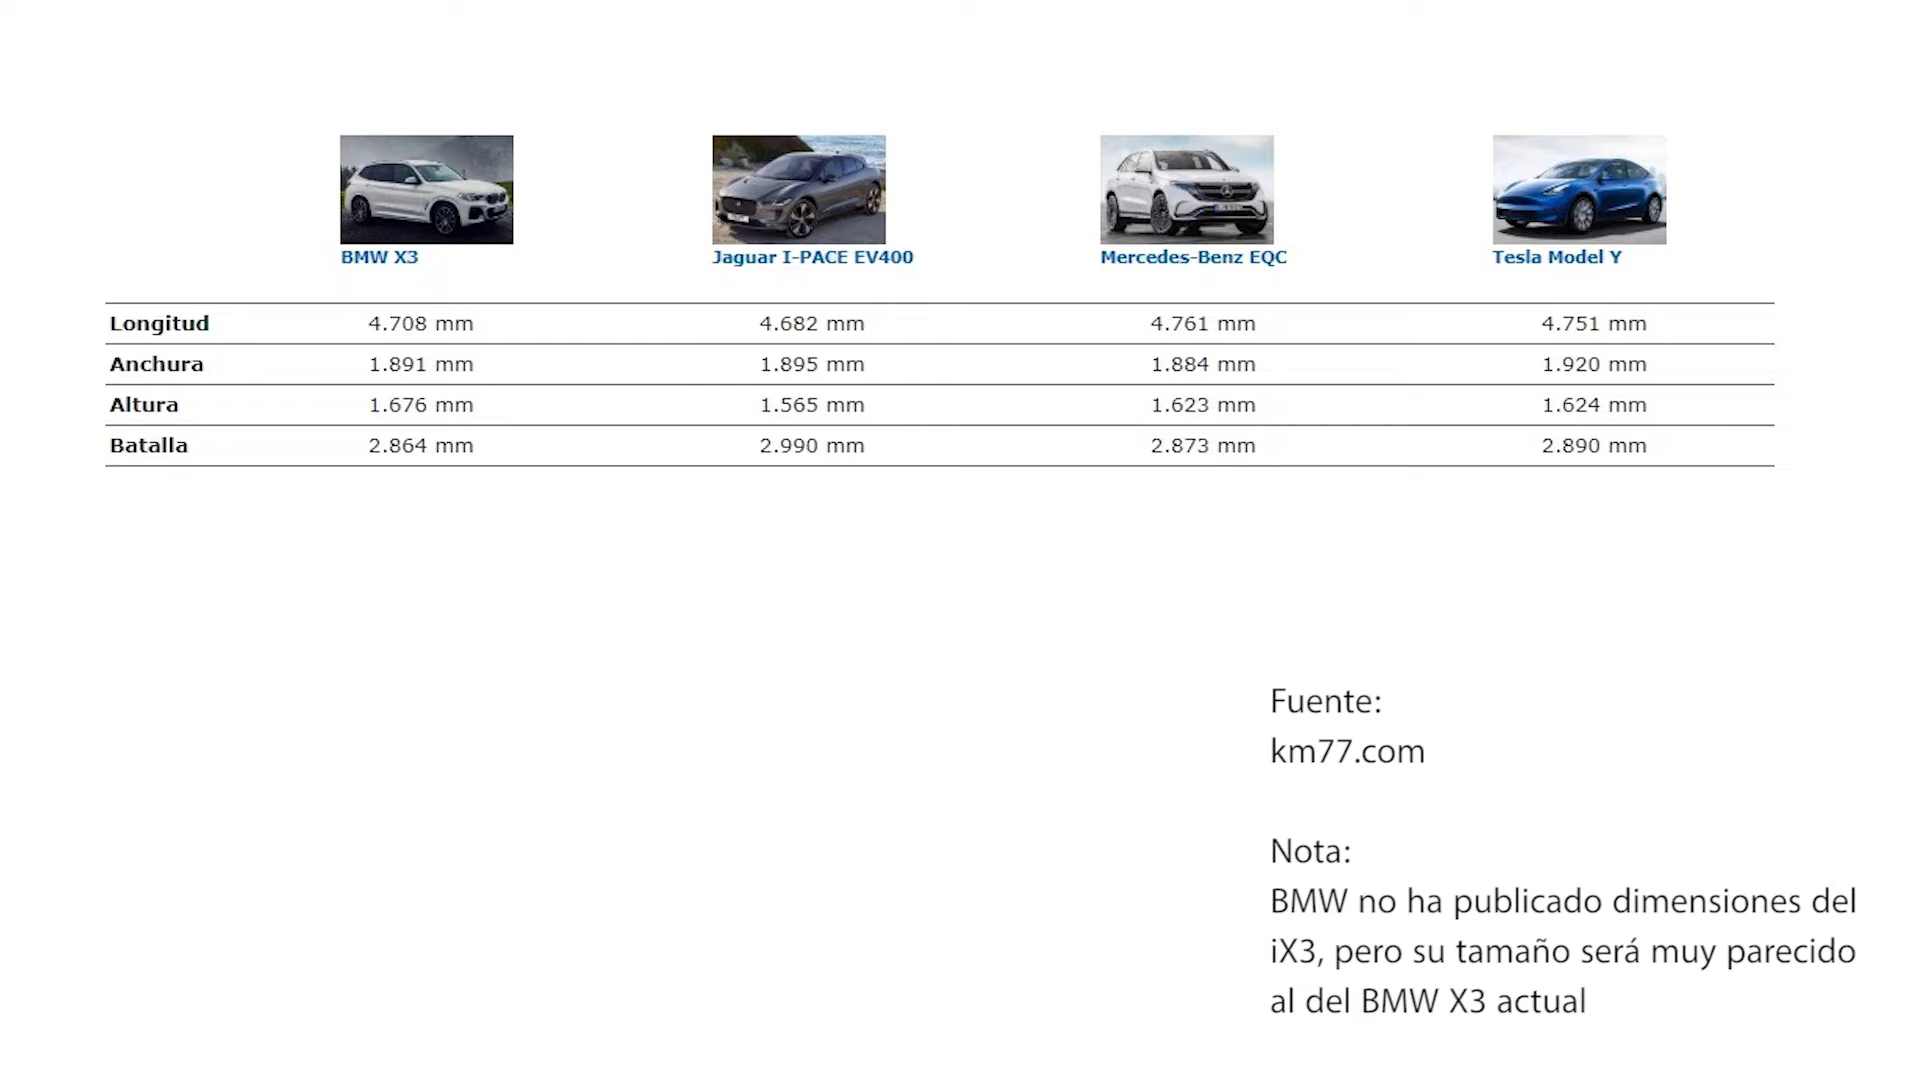 BMW X3 Jaguar I-PACE EV400 Mercedes-Benz EQC Tesla Model Y
Longitud 4.708 mm 4.682 mm 4.761 mm 4.751 mm
Anchura 1.891 mm 1.895 mm 1.884 mm 1.920 mm
Altura 1.676 mm 1.565 mm 1.623 mm 1.624 mm
Batalla 2.864 mm 2.990 mm 2.873 mm 2.890 mm
Fuente:
km77.com
Nota:
BMW no ha publicado dimensiones del
iX3, pero su tamaño será muy parecido
al del BMW X3 actual